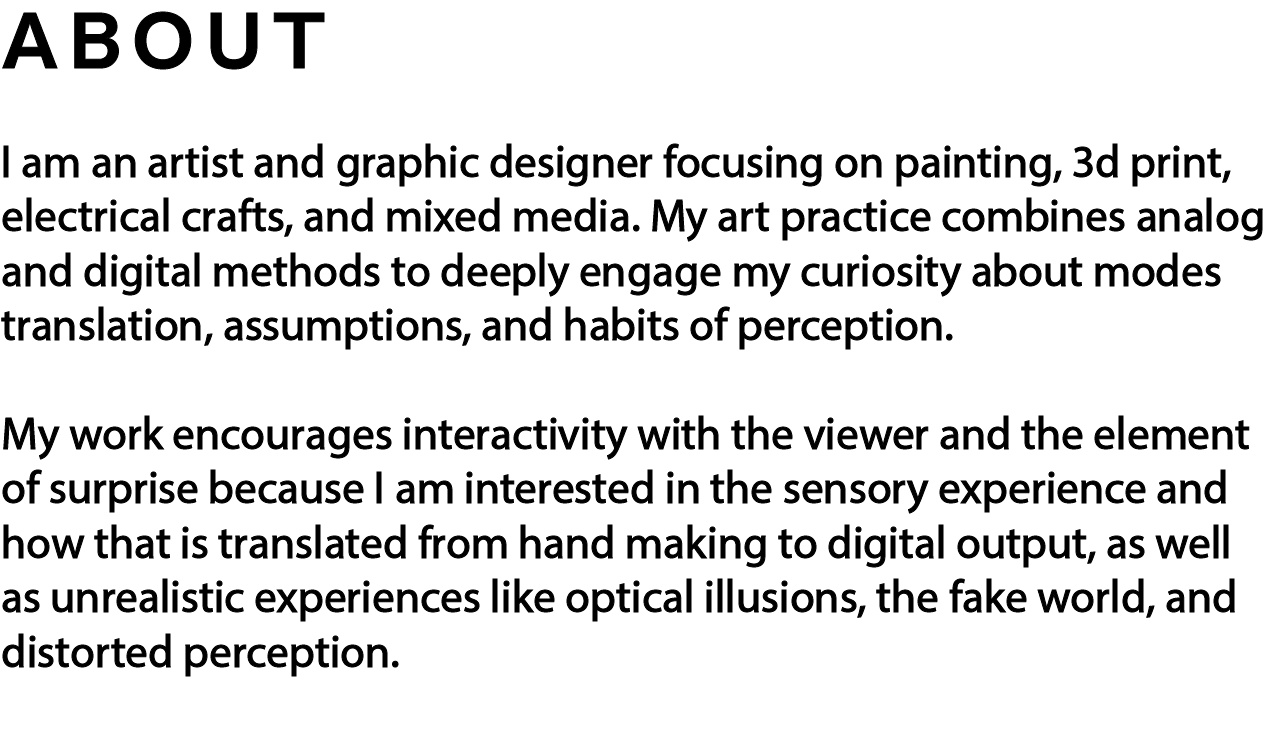 ABOUT
I am an artist and graphic designer focusing on painting, 3d print,
electrical crafts, and mixed media. My art practice combines analog
and digital methods to deeply engage my curiosity about modes
translation, assumptions, and habits of perception.
My work encourages interactivity with the viewer and the element
of surprise because I am interested in the sensory experience and
how that is translated from hand making to digital output, as well
as unrealistic experiences like optical illusions, the fake world, and
distorted perception.